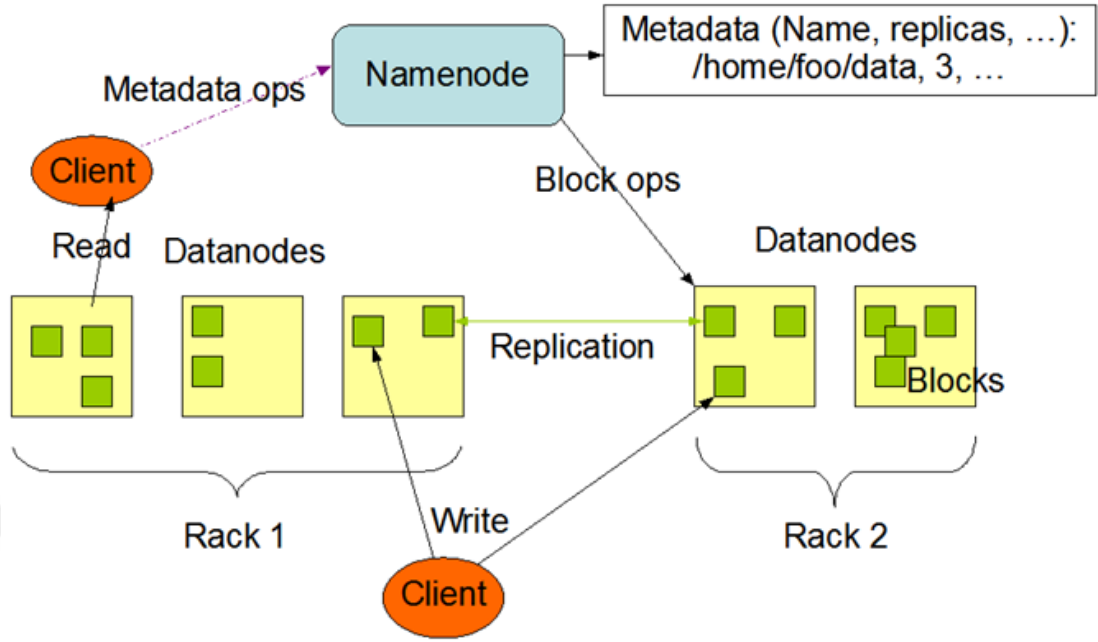 Metadata (Name, replicas, …):
/home/foo/data, 3, …
Namenode
Metadata ops
Client
Block ops
Read
Datanodes
Datanodes
Replication
Blocks
Rack 1
Write
Rack 2
Client